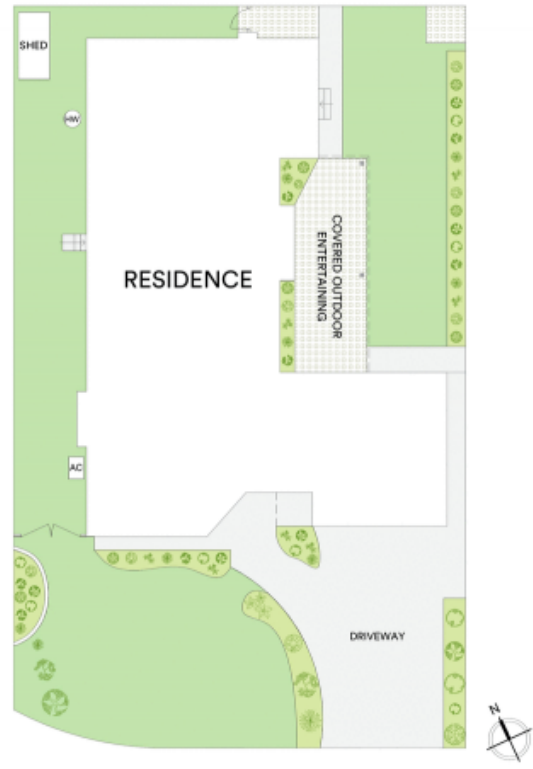 SHED
HW
COVERED OUTDOOR
ENTERTAINING
RESIDENCE
AC
DRIVEWAY
N